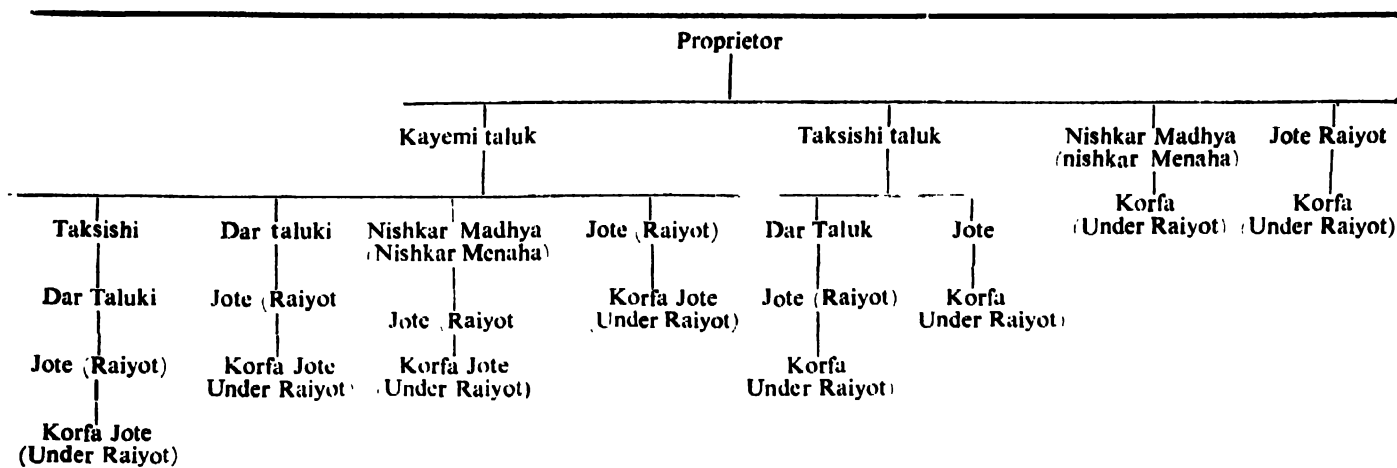 Proprietor
Kayemi taluk Taksishi taluk Nishkar Madhya Jote Raiyot
(nishkar Menaha)
Korfa Korfa
(Under Raiyot) (Under Raiyot)
Taksishi Dar taluki Nishkar Madhya Jote (Raiyot) Dar Taluk Jote
(Nishkar Menaha)
Dar Taluki Jote (Raiyot Korfa Jote Jote (Raiyot) Korfa
(Under Raiyot) Under Raiyot)
Jote (Raiyot
Jote (Raiyot) Korfa Jote Korfa Jote Korfa
Under Raiyot) (Under Raiyot) Under Raiyot)
Korfa Jote
(Under Raiyot)